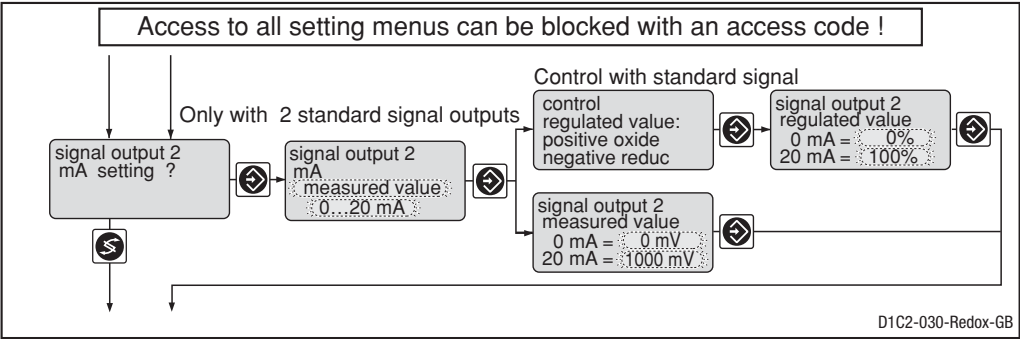 Access to all setting menus can be blocked with an access code !
Only with 2 standard signal outputs
signal output 2
mA setting ?
signal output 2
mA
measured value
0...20 mA
Control with standard signal
control
regulated value:
positive oxide
negative reduc
signal output 2
regulated value
0 mA = 0%
20 mA = 100%
signal output 2
measured value
0 mA = 0 mV
20 mA = 1000 mV
D1C2-030-Redox-GB